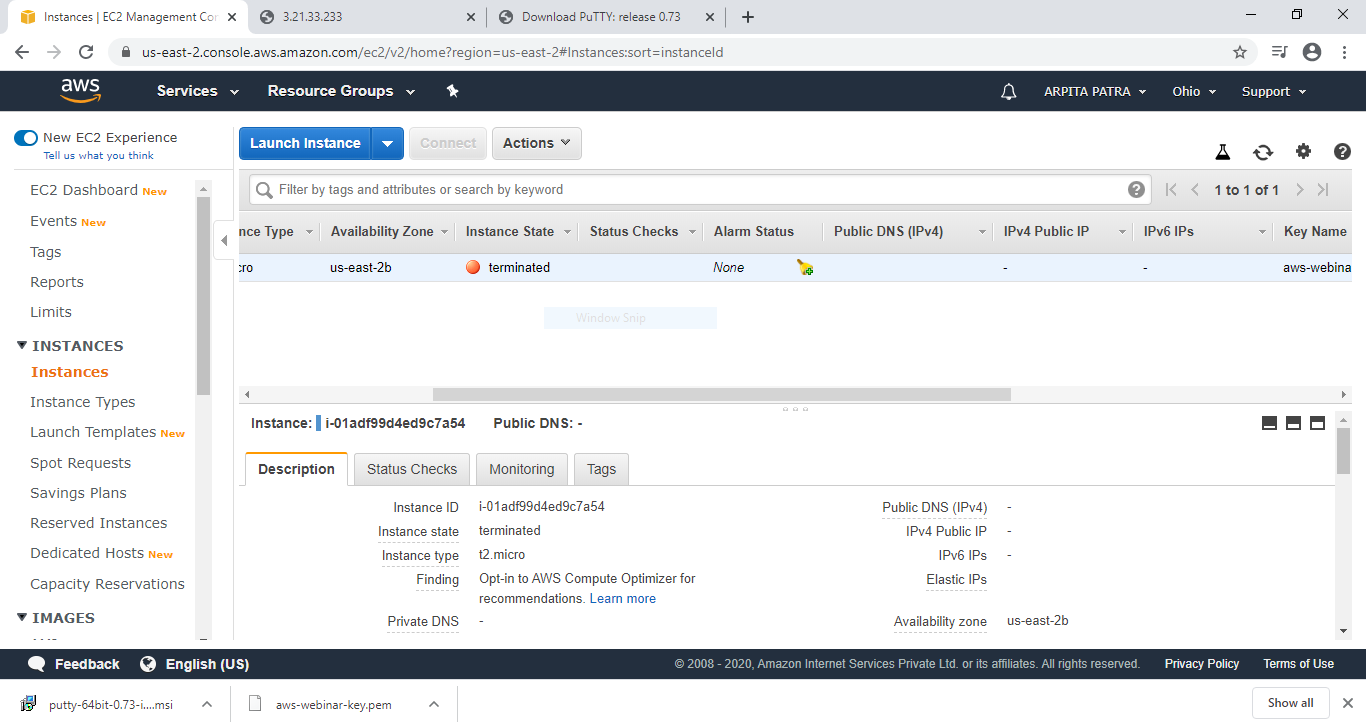 Instances | EC2 Management Con
3.21.33.233
Download PuTTY: release 0.73
us-east-2.console.aws.amazon.com/ec2/v2/home?region=us-east-2#Instances:sort=instanceId
aws Services Resource Groups ARPITA PATRA Ohio Support
New EC2 Experience
Tell us what you think
EC2 Dashboard New
Events New
Tags
Reports
Limits
INSTANCES
Instances
Instance Types
Launch Templates New
Spot Requests
Savings Plans
Reserved Instances
Dedicated Hosts New
Capacity Reservations
IMAGES
Launch Instance Connect Actions
Filter by tags and attributes or search by keyword 1 to 1 of 1
nce Type Availability Zone Instance State Status Checks Alarm Status Public DNS (IPv4) IPv4 Public IP IPv6 IPs Key Name
cro us-east-2b terminated None - - aws-webina
Window Snip
Instance: i-01adf99d4ed9c7a54 Public DNS: -
Description Status Checks Monitoring Tags
Instance ID i-01adf99d4ed9c7a54 Public DNS (IPv4) -
Instance state terminated IPv4 Public IP -
Instance type t2.micro IPv6 IPs -
Finding Opt-in to AWS Compute Optimizer for Elastic IPs
recommendations. Learn more
Private DNS - Availability zone us-east-2b
Feedback English (US) © 2008 - 2020, Amazon Internet Services Private Ltd. or its affiliates. All rights reserved. Privacy Policy Terms of Use
putty-64bit-0.73-i....msi aws-webinar-key.pem Show all